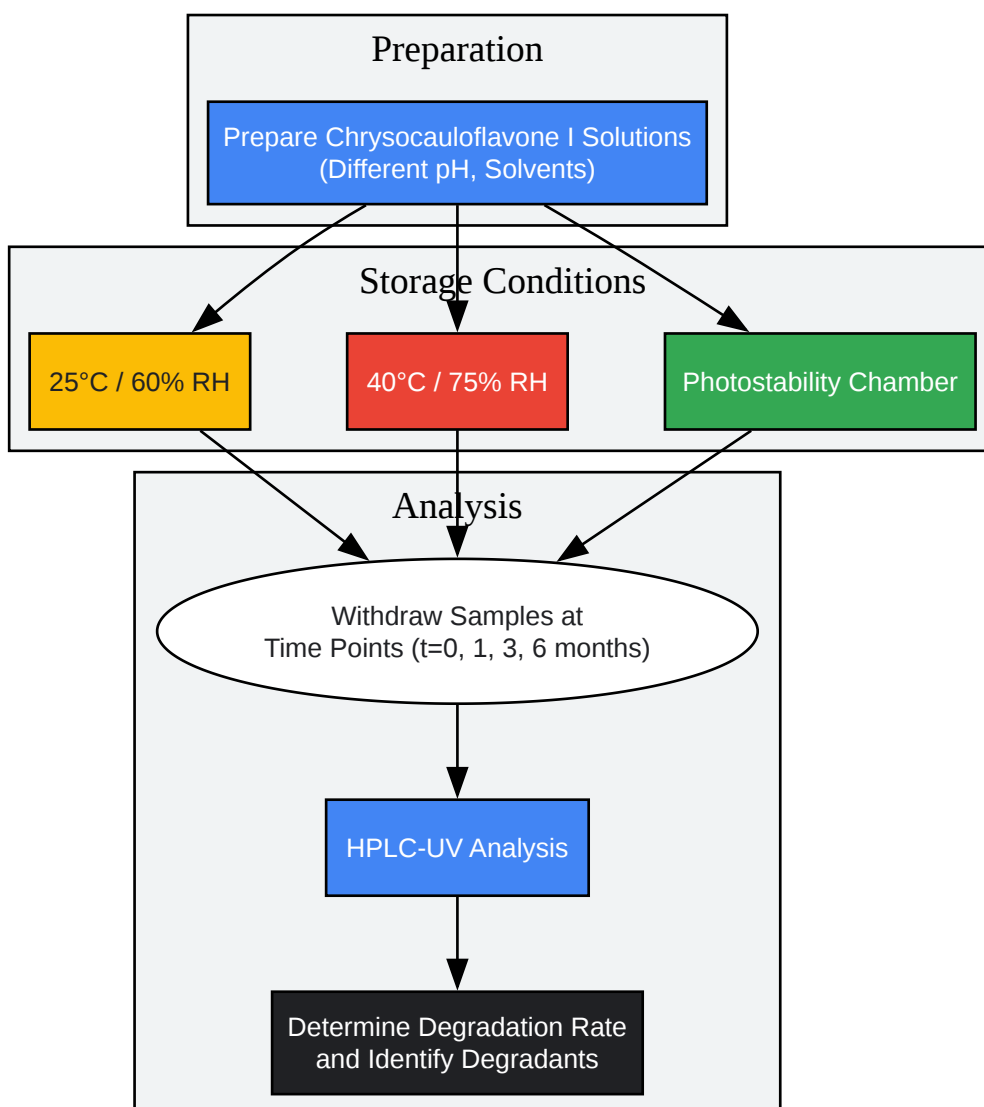 Preparation
Prepare Chrysocauloflavone I Solutions
(Different pH, Solvents)
Storage Conditions
25°C / 60% RH
40°C / 75% RH
Photostability Chamber
Analysis
Withdraw Samples at
Time Points (t=0, 1, 3, 6 months)
HPLC-UV Analysis
Determine Degradation Rate
and Identify Degradants